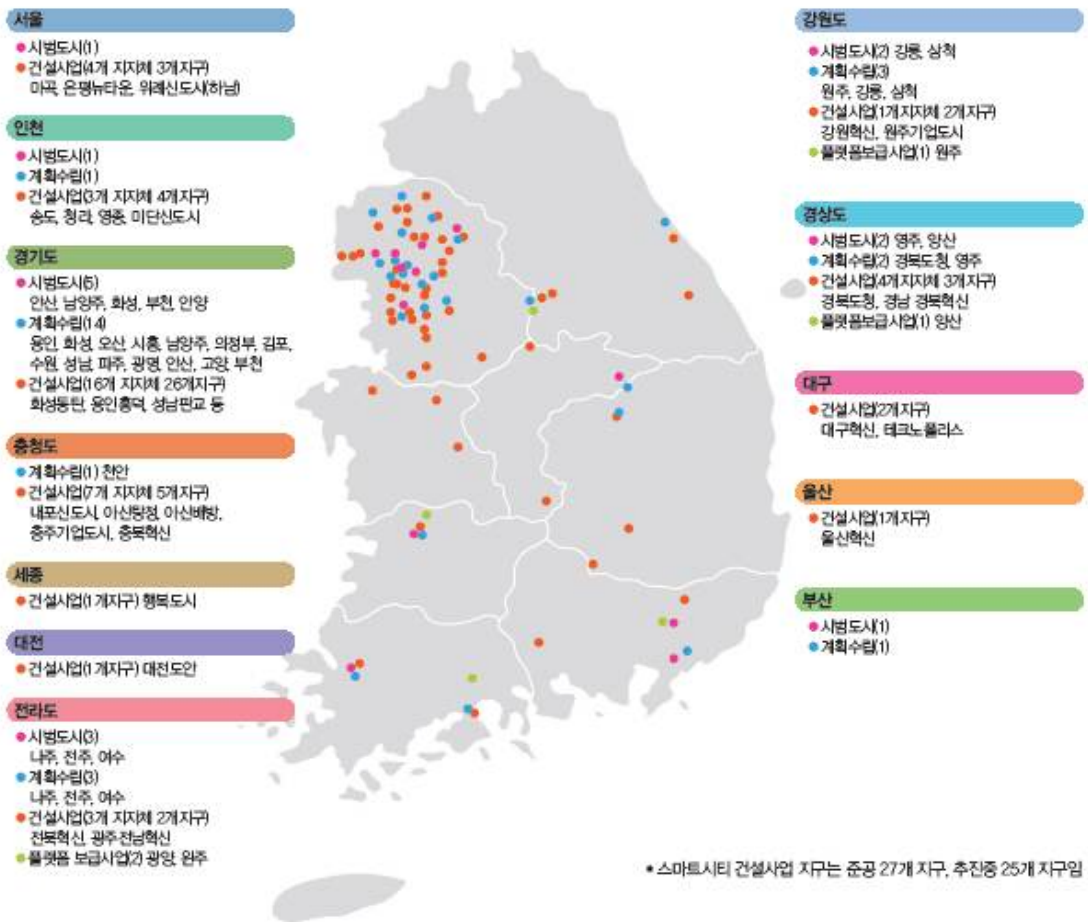 서울
●시범도시(1)
●건설사업(4개 지자체 3개지구)
마곡, 은평뉴타운, 위례신도시(하남)
인천
●시범도시(1)
●계획수립(1)
●건설사업(3개 지자체 4개지구)
송도, 청라, 영종, 미단신도시
경기도
●시범도시(5)
안산, 남양주, 화성, 부천, 안양
●계획수립(14)
용인, 화성, 오산, 시흥, 남양주, 의정부, 김포,
수원, 성남, 파주, 광명, 안산, 고양, 부천
●건설사업(16개 지자체 26개지구)
화성동탄, 용인흥덕, 성남판교 등
충청도
●계획수립(1) 천안
●건설사업(7개 지자체 5개지구)
내포신도시, 아산탕정, 아산배방,
충주기업도시, 충북혁신
세종
●건설사업(1개지구) 행복도시
대전
●건설사업(1개지구) 대전도안
전라도
●시범도시(3)
나주, 전주, 여수
●계획수립(3)
나주, 전주, 여수
●건설사업(3개 지자체 2개지구)
전북혁신, 광주전남혁신
●플랫폼 보급사업(2) 광양, 완주
강원도
●시범도시(2) 강릉, 삼척
●계획수립(3)
원주, 강릉, 삼척
●건설사업(1개지자체 2개지구)
강원혁신, 원주기업도시
●플랫폼보급사업(1) 원주
경상도
●시범도시(2) 영주, 양산
●계획수립(2) 경북도청, 영주
●건설사업(4개지자체 3개지구)
경북도청, 경남 경북혁신
●플랫폼보급사업(1) 양산
대구
●건설사업(2개지구)
대구혁신, 테크노폴리스
울산
●건설사업(1개지구)
울산혁신
부산
●시범도시(1)
●계획수립(1)
• 스마트시티 건설사업 지구는 준공 27개 지구, 추진중 25개 지구임